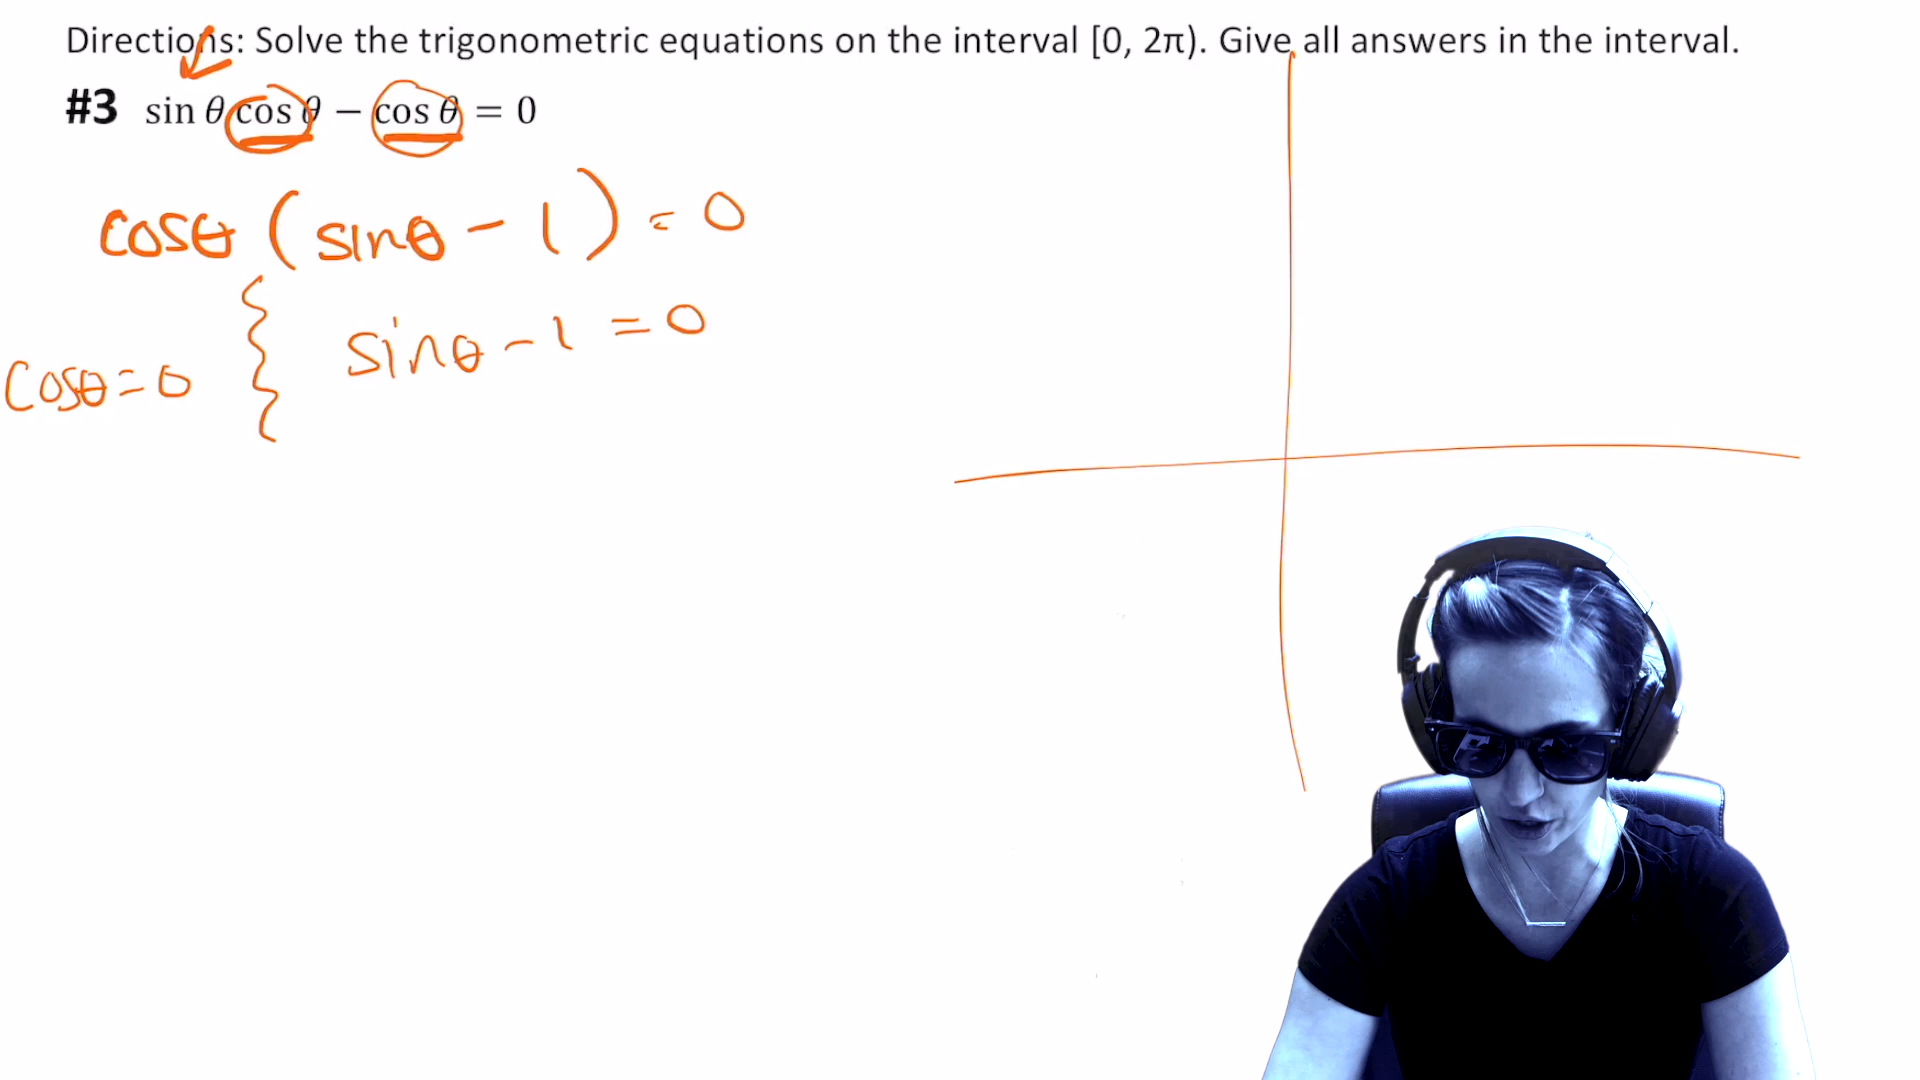 Directions: Solve the trigonometric equations on the interval [0, 2π). Give all answers in the interval.
#3 sin θ cos θ − cos θ = 0
cosθ (sinθ - 1) = 0
sinθ - 1 = 0
cosθ = 0